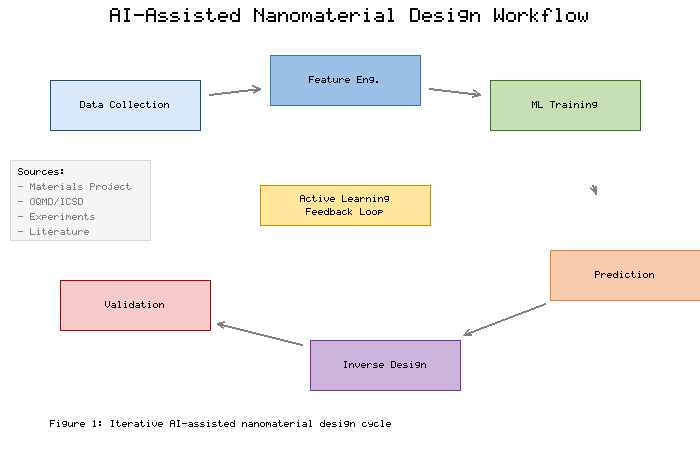 AI-Assisted Nanomaterial Design Workflow
Data Collection
Feature Eng.
ML Training
Sources:
- Materials Project
- OQMD/ICSD
- Experiments
- Literature
Active Learning
Feedback Loop
Prediction
Validation
Inverse Design
Figure 1: Iterative AI-assisted nanomaterial design cycle